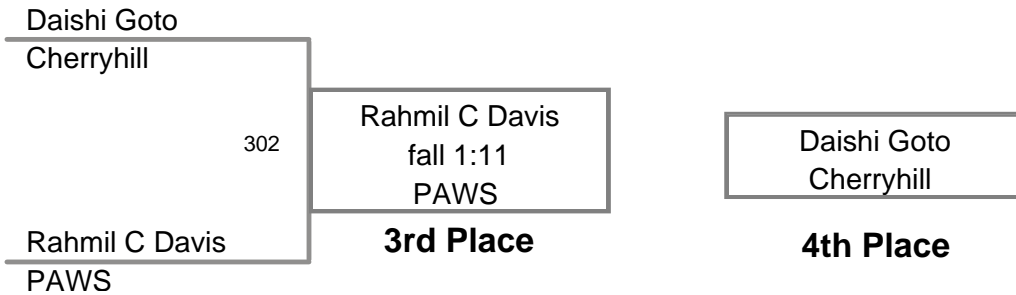 Daishi Goto
Cherryhill
302
Rahmil C Davis
PAWS
Rahmil C Davis
fall 1:11
PAWS
3rd Place
Daishi Goto
Cherryhill
4th Place